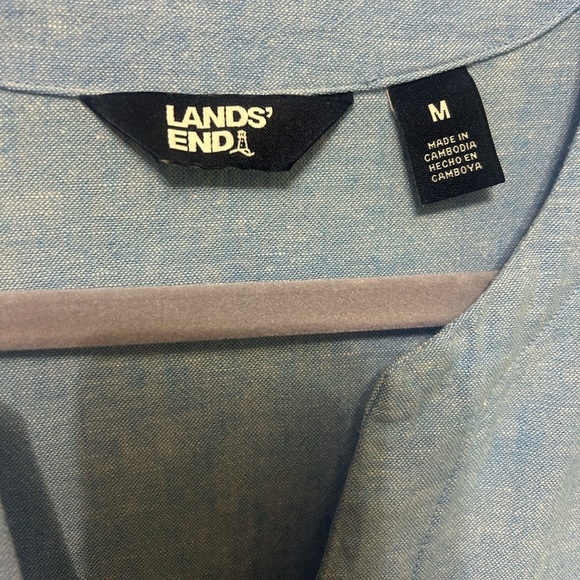 LANDS'
END
M
MADE IN
CAMBODIA
HECHO EN
CAMBOYA